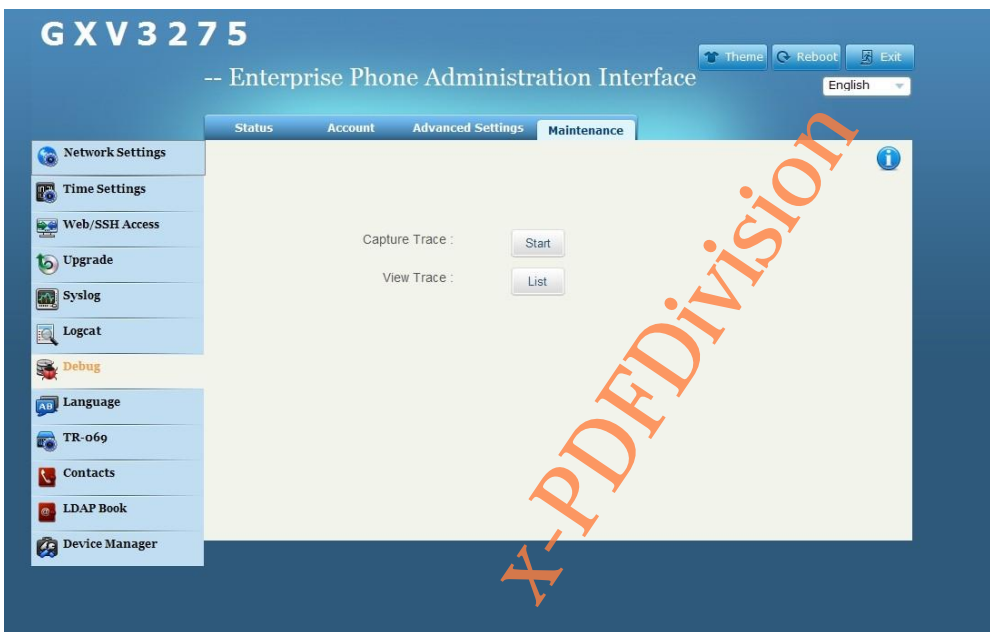 GXV3275
-- Enterprise Phone Administration Interface
Theme Reboot Exit
English
Status Account Advanced Settings Maintenance
Network Settings
Time Settings
Web/SSH Access
Upgrade
Syslog
Logcat
Debug
Language
TR-069
Contacts
LDAP Book
Device Manager
Capture Trace : Start
View Trace : List
x-PDFDivision